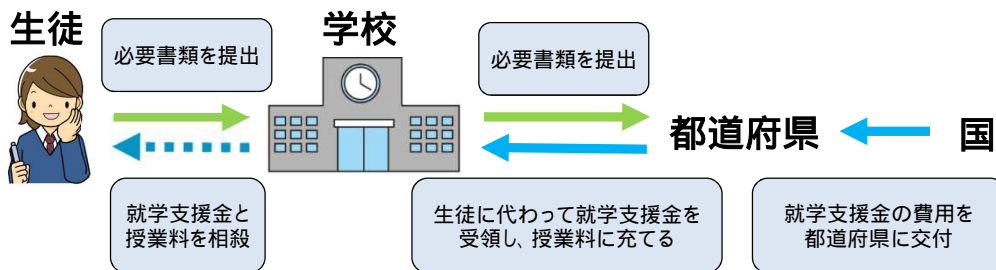 生徒
学校
必要書類を提出
必要書類を提出
都道府県
国
就学支援金と
授業料を相殺
生徒に代わって就学支援金を
受領し、授業料に充てる
就学支援金の費用を
都道府県に交付